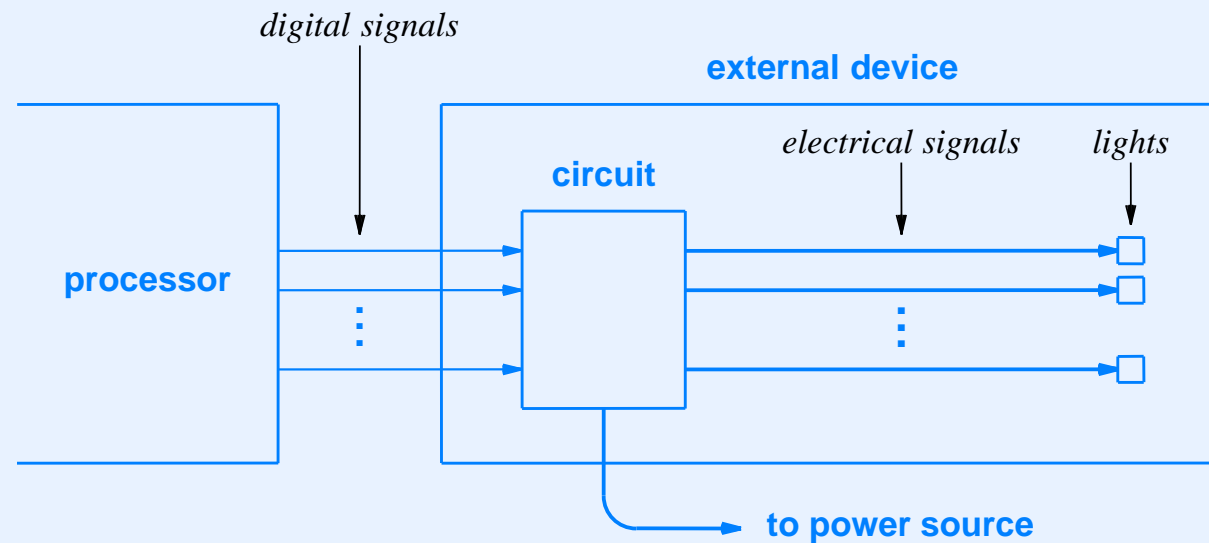 digital signals
external device
electrical signals
lights
circuit
processor
to power source